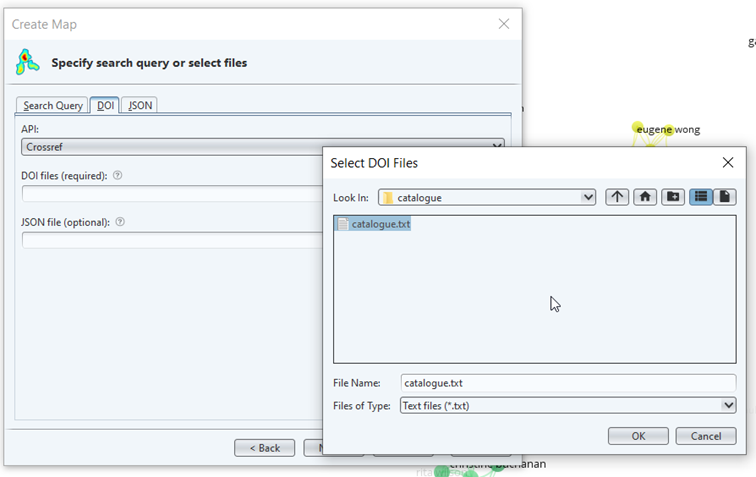 Create Map
Specify search query or select files
Search Query DOI JSON
API:
Crossref
DOI files (required):
JSON file (optional):
< Back
Select DOI Files
Look In: catalogue
catalogue.txt
File Name: catalogue.txt
Files of Type: Text files (*.txt)
OK Cancel
eugene wong
christine buchanan